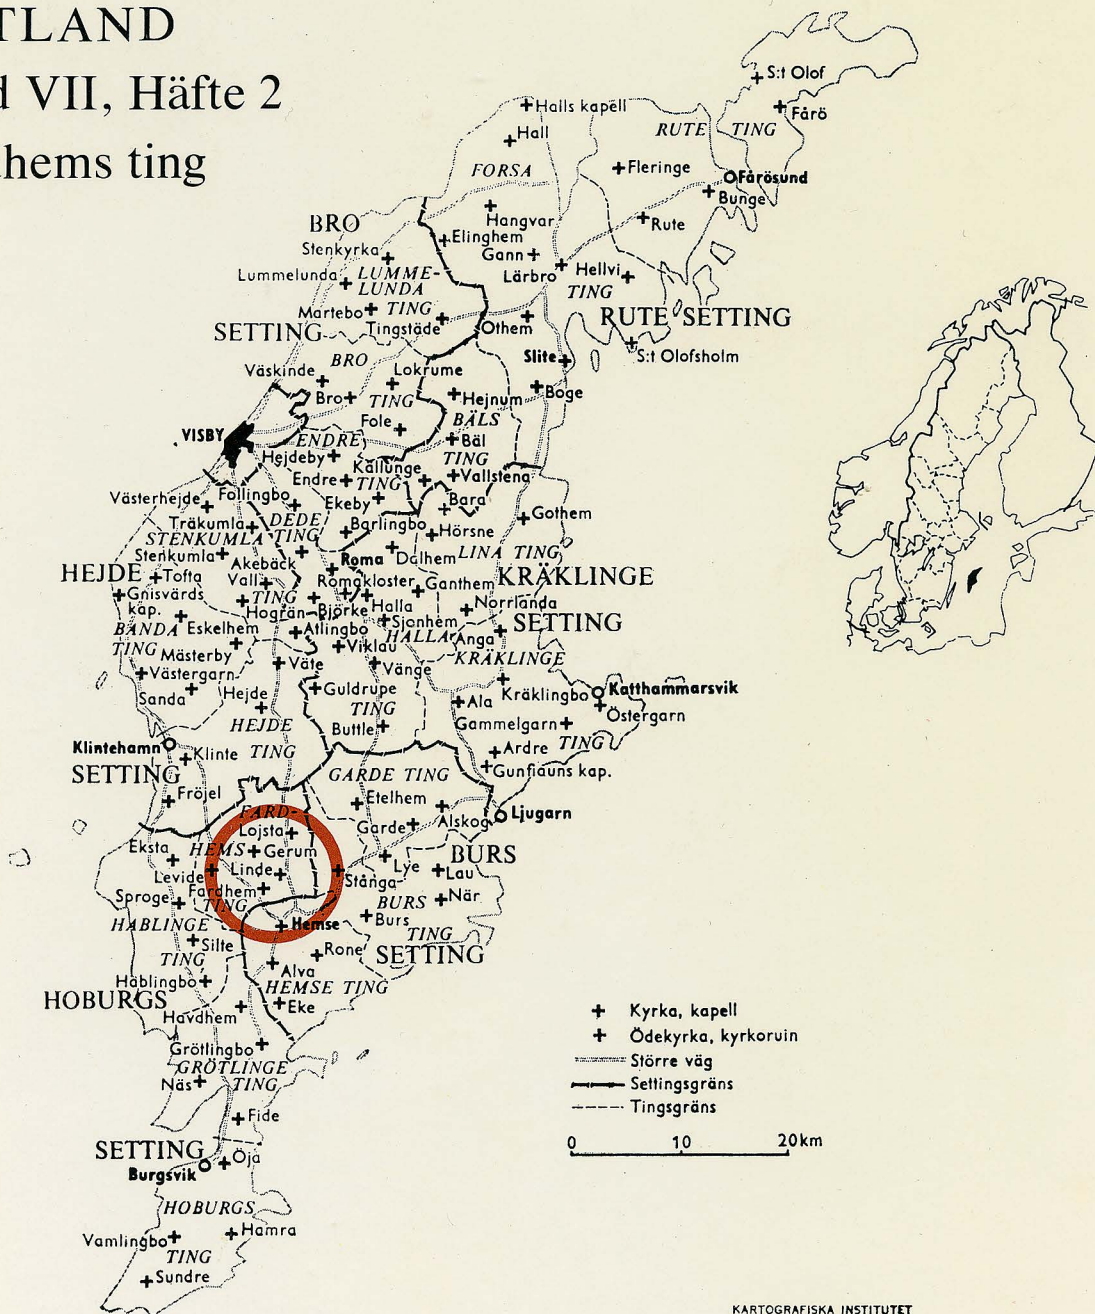 TLAND
VII, Häfte 2
hems ting
S:t Olof
Halls kapell
Fårö
RUTE TING
Hall
FORSA
Fleringe
Fårösund
Bunge
Hangvar
Rute
BRO
Elinghem
Stenkyrka
Gann
Lärbro
Hellvi
Lummelunda
LUMME-
LUNDA
TING
TING
Martebo
RUTE SETTING
SETTING
Tingstäde
Othem
Slite
S:t Olofsholm
BRO
Väskinde
Lokrume
Boge
Bro
TING
Hejnum
Fole
BÄLS
VISBY
ENDRE
Bäl
Hejdeby
TING
Källunge
Endre
TING
Vallstena
Västerhejde
Follingbo
Ekeby
Bara
Gothem
Träkumla
DEDE
Barlingbo
Hörsne
STENKUMLA
TING
Stenkumla
Akebäck
Roma
Dalhem
LINA TING
HEJDE
Tofta
Vall
Romakloster
Ganthem
KRÄKLINGE
Gnisvärds
kap.
TING
Hogrän
Björke
Halla
Norrlanda
SETTING
BANDA
Eskelhem
Atlingbo
Sjonhem
HALLA
Anga
TING
Mästerby
Viklau
KRÄKLINGE
Västergarn
Väte
Vänge
Sanda
Hejde
Guldrupe
Kräklingbo
Katthammarsvik
Ala
Östergarn
HEJDE
TING
Buttle
Gammelgarn
Klintehamn
Klinte
TING
Ardre
TING
SETTING
GARDE TING
Gunfiauns kap.
Fröjel
Etelhem
FARD-
Garde
Alskog
Ljugarn
Lojsta
Eksta
HEMS
Gerum
BURS
Lye
Lau
Levide
Linde
Stånga
Fardhem
Sproge
TING
BURS
När
HABLINGE
Hemse
Burs
TING
Silte
TING
Rone
SETTING
Alva
Hablingbo
HEMSE TING
HOBURGS
Havdhem
Eke
Grötlingbo
GRÖTLINGE
Näs
TING
Fide
SETTING
Öja
Burgsvik
HOBURGS
Vamlingbo
Hamra
TING
Sundre
Kyrka, kapell
Ödekyrka, kyrkoruin
Större väg
Settingsgräns
Tingsgräns
0 10 20km
KARTOGRAFISKA INSTITUTET